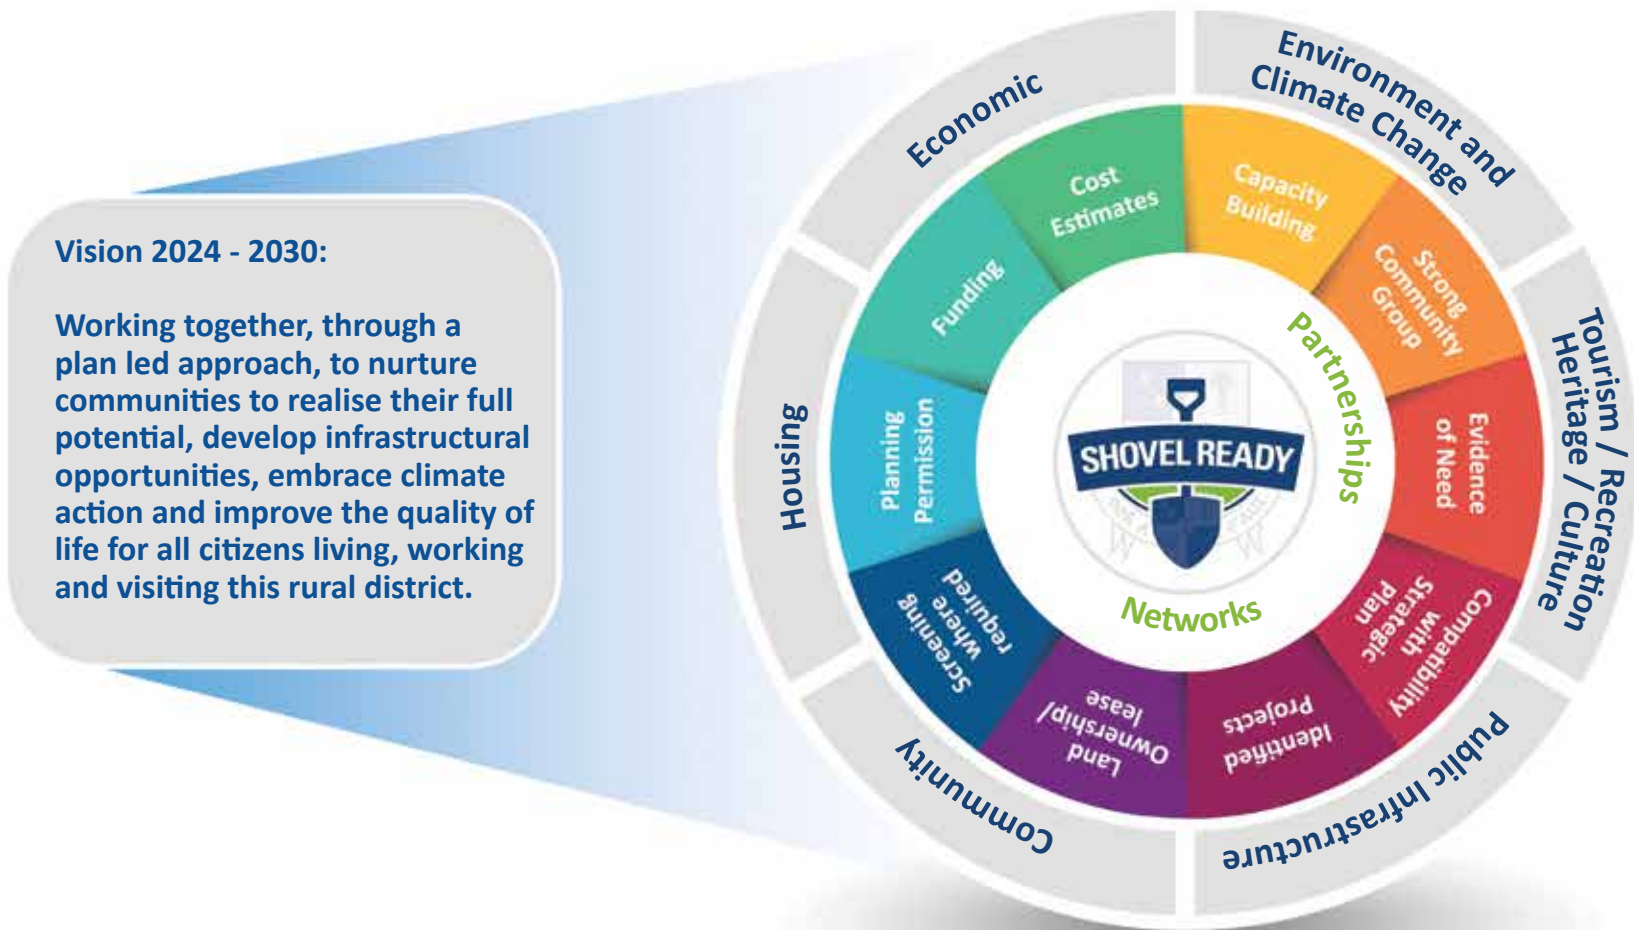 Vision 2024 - 2030:
Working together, through a
plan led approach, to nurture
communities to realise their full
potential, develop infrastructural
opportunities, embrace climate
action and improve the quality of
life for all citizens living, working
and visiting this rural district.
Economic
Environment and
Climate Change
Tourism / Recreation
Heritage / Culture
Public Infrastructure
Community
Housing
Cost
Estimates
Capacity
Building
Strong
Community
Group
Evidence
of Need
Compatibility
with
Strategic
Plan
Identified
Projects
Land
Ownership/
lease
Screening
where
required
Planning
Permission
Funding
Partnerships
Networks
SHOVEL READY